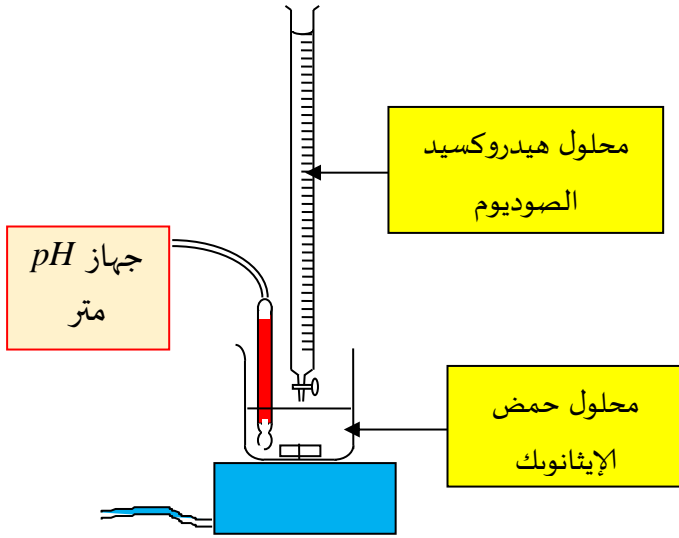 محلول هيدروكسيد
الصوديوم
جهاز pH
متر
محلول حمض
الإيثانويك